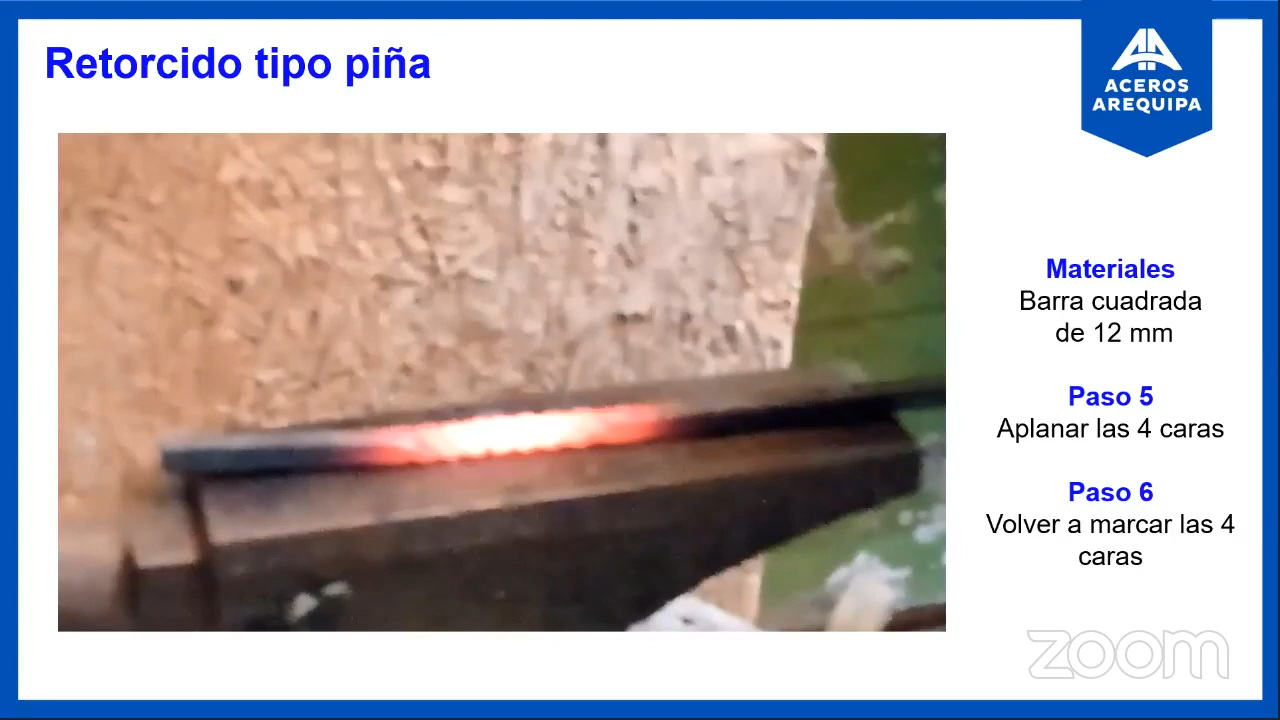 Retorcido tipo piña
ACEROS
AREQUIPA
Materiales
Barra cuadrada
de 12 mm
Paso 5
Aplanar las 4 caras
Paso 6
Volver a marcar las 4
caras
zoom